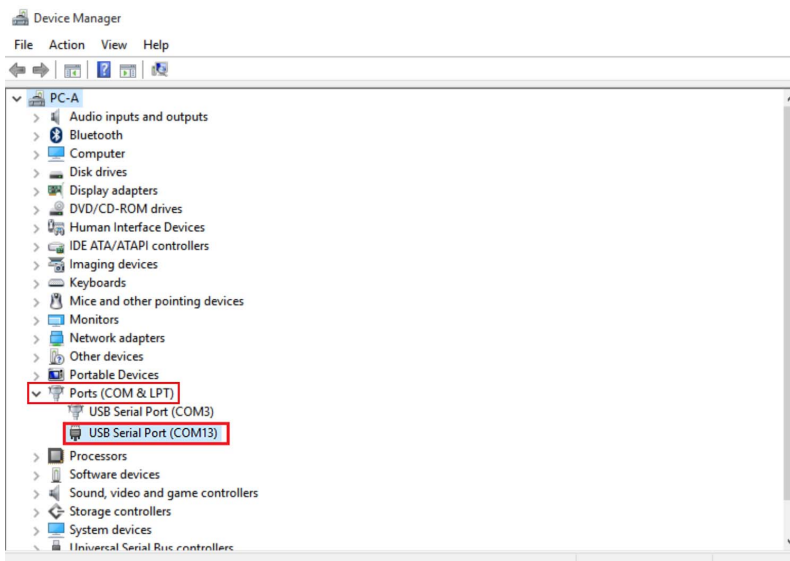 Device Manager
File Action View Help
PC-A
Audio inputs and outputs
Bluetooth
Computer
Disk drives
Display adapters
DVD/CD-ROM drives
Human Interface Devices
IDE ATA/ATAPI controllers
Imaging devices
Keyboards
Mice and other pointing devices
Monitors
Network adapters
Other devices
Portable Devices
Ports (COM & LPT)
USB Serial Port (COM3)
USB Serial Port (COM13)
Processors
Software devices
Sound, video and game controllers
Storage controllers
System devices
Universal Serial Bus controllers